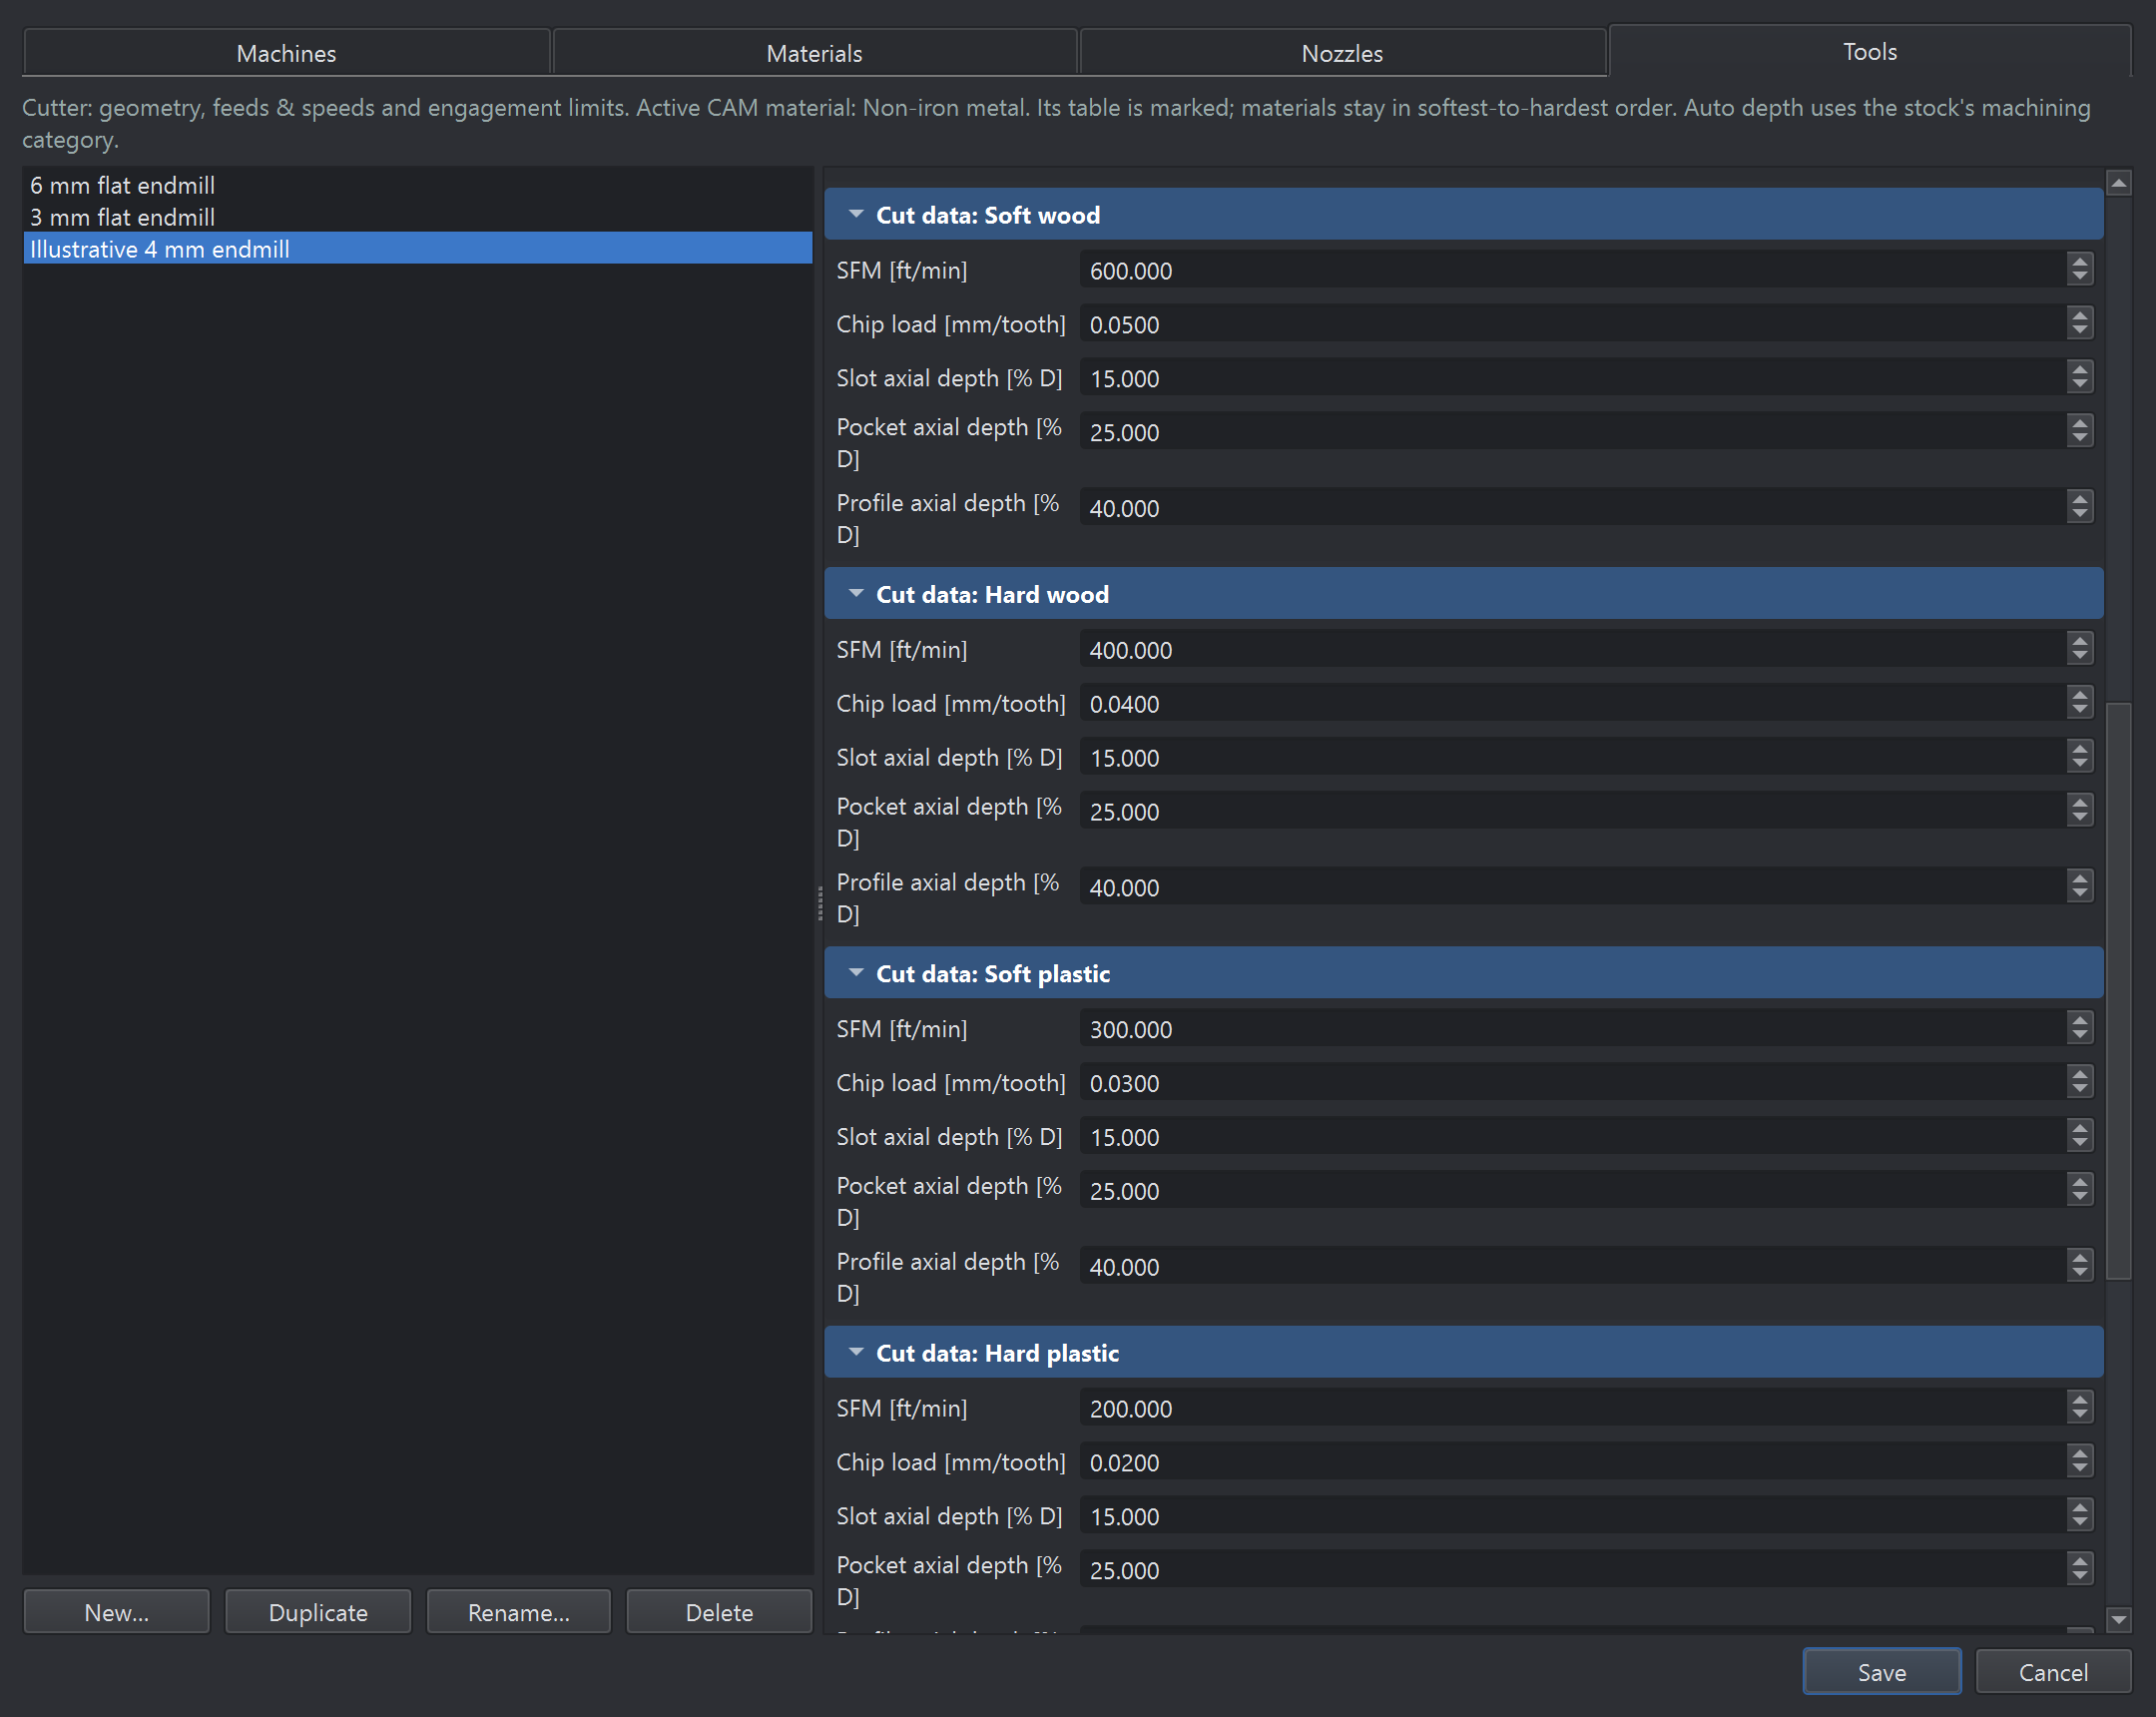 Machines
Materials
Nozzles
Tools
Cutter: geometry, feeds & speeds and engagement limits. Active CAM material: Non-iron metal. Its table is marked; materials stay in softest-to-hardest order. Auto depth uses the stock's machining
category.
6 mm flat endmill
3 mm flat endmill
Illustrative 4 mm endmill
Cut data: Soft wood
SFM [ft/min] 600.000
Chip load [mm/tooth] 0.0500
Slot axial depth [% D] 15.000
Pocket axial depth [% 25.000
D]
Profile axial depth [% 40.000
D]
Cut data: Hard wood
SFM [ft/min] 400.000
Chip load [mm/tooth] 0.0400
Slot axial depth [% D] 15.000
Pocket axial depth [% 25.000
D]
Profile axial depth [% 40.000
D]
Cut data: Soft plastic
SFM [ft/min] 300.000
Chip load [mm/tooth] 0.0300
Slot axial depth [% D] 15.000
Pocket axial depth [% 25.000
D]
Profile axial depth [% 40.000
D]
Cut data: Hard plastic
SFM [ft/min] 200.000
Chip load [mm/tooth] 0.0200
Slot axial depth [% D] 15.000
Pocket axial depth [% 25.000
D]
New...
Duplicate
Rename...
Delete
Save
Cancel